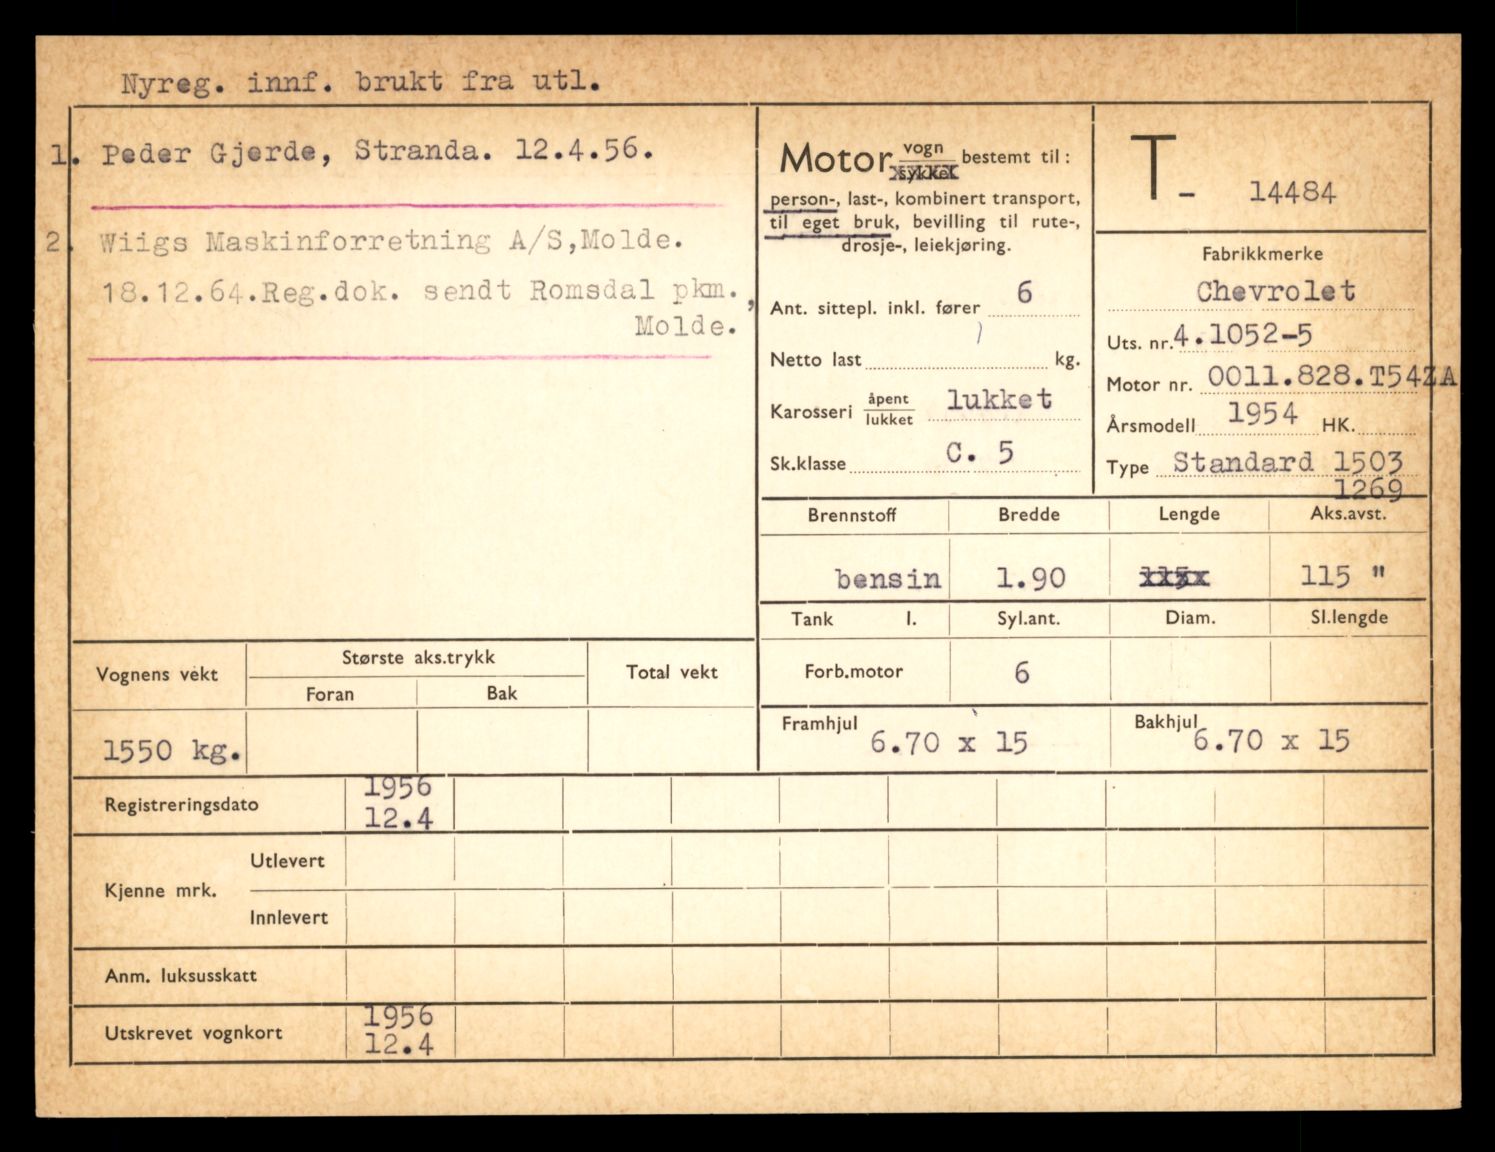 Nyreg. innf. brukt fra utl.
1. Peder Gjerde, Stranda. 12.4.56.
2. Wiigs Maskinforretning A/S,Molde.
18.12.64.Reg.dok. sendt Romsdal pkm.,
Molde.
Motor vogn bestemt til:
sykkel
person-, last-, kombinert transport,
til eget bruk, bevilling til rute-,
drosje-, leiekjøring.
Ant. sittepl. inkl. fører 6
Netto last kg.
Karosseri åpent lukket
lukket
Sk.klasse C. 5
T- 14484
Fabrikkmerke
Chevrolet
Uts. nr. 4.1052-5
Motor nr. 0011.828.T54ZA
Årsmodell 1954 HK.
Type Standard 1503
1269
Brennstoff Bredde Lengde Aks.avst.
bensin 1.90 115 "
Tank l. Syl.ant. Diam. Sl.lengde
Forb.motor 6
Framhjul 6.70 x 15 Bakhjul 6.70 x 15
Vognens vekt Største aks.trykk Total vekt
Foran Bak
1550 kg.
Registreringsdato 1956
12.4
Kjenne mrk. Utlevert
Innlevert
Anm. luksusskatt
Utskrevet vognkort 1956
12.4